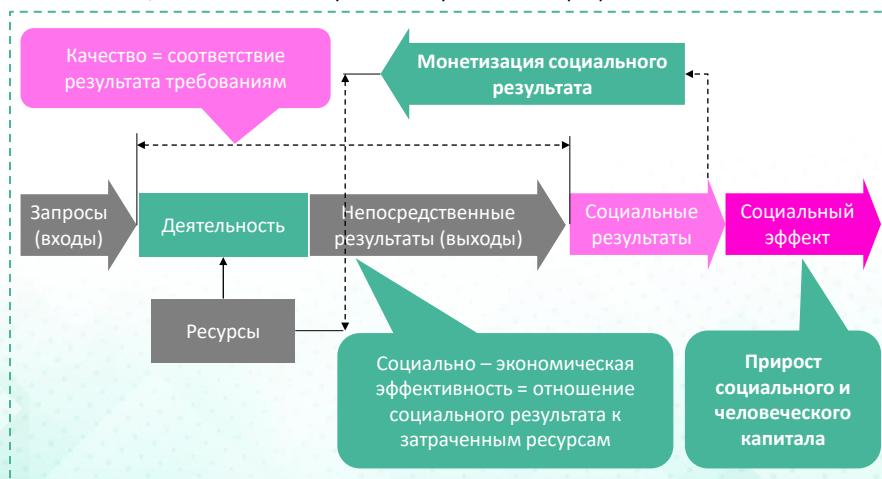 Качество = соответствие
результата требованиям
Монетизация социального
результата
Запросы
(входы)
Деятельность
Непосредственные
результаты (выходы)
Социальные
результаты
Социальный
эффект
Ресурсы
Социально – экономическая
эффективность = отношение
социального результата к
затраченным ресурсам
Прирост
социального и
человеческого
капитала